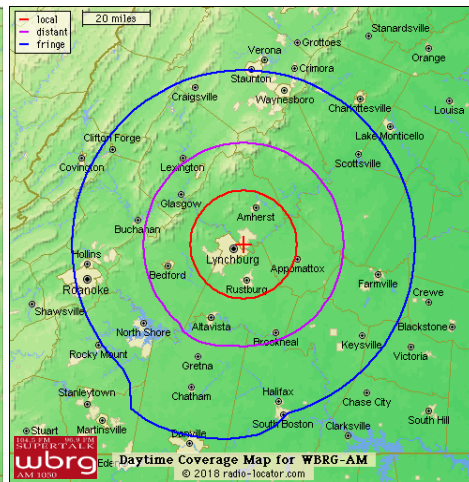 local
distant
fringe
20 miles
Stanardsville
Grottoes
Verona
Orange
Crimora
Staunton
Craigsville
Waynesboro
Charlottesville
Louisa
Lake Monticello
Clifton Forge
Covington
Lexington
Scottsville
Glasgow
Amherst
Buchanan
Lynchburg
Hollins
Bedford
Appomattox
Roanoke
Rustburg
Farmville
Crewe
Shawsville
North Shore
Altavista
Blackstone
Brookneal
Keysville
Rocky Mount
Victoria
Gretna
Chatham
Stanleytown
Halifax
Chase City
Martinsville
South Boston
South Hill
Stuart
Clarksville
Danville
Eden
104.5 FM 96.9 FM
SUPERTALK
wbrg
AM 1050
Daytime Coverage Map for WBRG-AM
© 2018 radio-locator.com